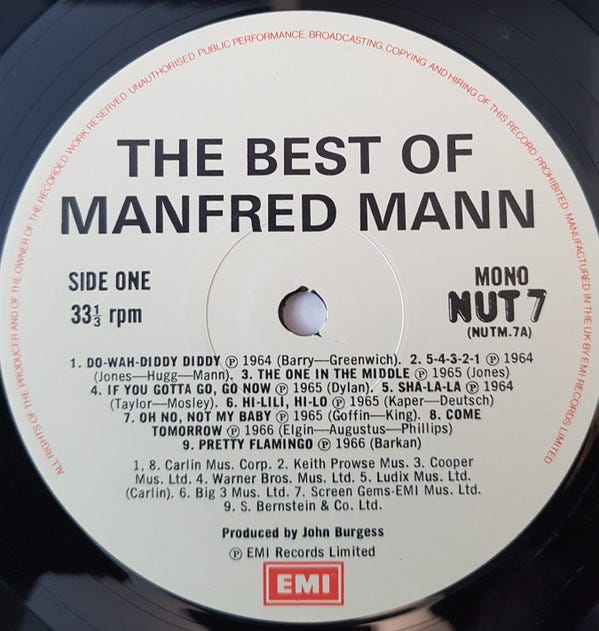 ALL RIGHTS OF THE PRODUCER AND OF THE OWNER OF THE RECORDED WORK RESERVED UNAUTHORISED PUBLIC PERFORMANCE, BROADCASTING, COPYING AND HIRING OF THIS RECORD PROHIBITED. MANUFACTURED IN THE UK BY EMI RECORDS LIMITED
THE BEST OF
MANFRED MANN
SIDE ONE
33⅓ rpm
MONO
NUT 7
(NUTM.7A)
1. DO-WAH-DIDDY DIDDY Ⓟ 1964 (Barry—Greenwich). 2. 5-4-3-2-1 Ⓟ 1964
(Jones—Hugg—Mann). 3. THE ONE IN THE MIDDLE Ⓟ 1965 (Jones)
4. IF YOU GOTTA GO, GO NOW Ⓟ 1965 (Dylan). 5. SHA-LA-LA Ⓟ 1964
(Taylor—Mosley). 6. HI-LILI, HI-LO Ⓟ 1965 (Kaper—Deutsch)
7. OH NO, NOT MY BABY Ⓟ 1965 (Goffin—King). 8. COME
TOMORROW Ⓟ 1966 (Elgin—Augustus—Phillips)
9. PRETTY FLAMINGO Ⓟ 1966 (Barkan)
1, 8. Carlin Mus. Corp. 2. Keith Prowse Mus. 3. Cooper
Mus. Ltd. 4. Warner Bros. Mus. Ltd. 5. Ludix Mus. Ltd.
(Carlin). 6. Big 3 Mus. Ltd. 7. Screen Gems-EMI Mus. Ltd.
9. S. Bernstein & Co. Ltd.
Produced by John Burgess
Ⓟ EMI Records Limited
EMI